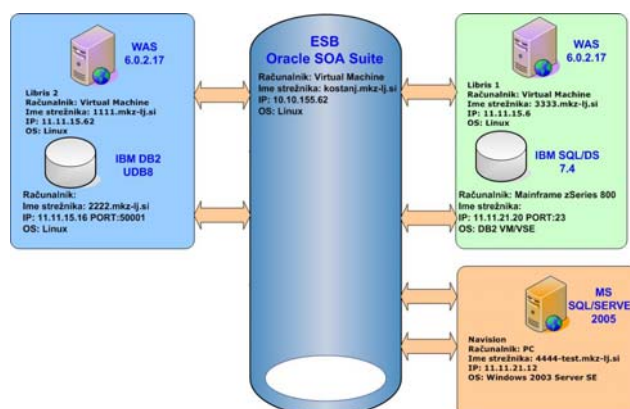 WAS
6.0.2.17
Libris 2
Računalnik: Virtual Machine
Ime strežnika: 1111.mkz-lj.si
IP: 11.11.15.62
OS: Linux
IBM DB2
UDB8
Računalnik:
Ime strežnika: 2222.mkz-lj.si
IP: 11.11.15.16 PORT:50001
OS: Linux
ESB
Oracle SOA Suite
Računalnik: Virtual Machine
Ime strežnika: kostanj.mkz-lj.si
IP: 10.10.155.62
OS: Linux
WAS
6.0.2.17
Libris 1
Računalnik: Virtual Machine
Ime strežnika: 3333.mkz-lj.si
IP: 11.11.15.6
OS: Linux
IBM SQL/DS
7.4
Računalnik: Mainframe zSeries 800
Ime strežnika:
IP: 11.11.21.20 PORT:23
OS: DB2 VM/VSE
MS
SQL/SERVE
2005
Navision
Računalnik: PC
Ime strežnika: 4444-test.mkz-lj.si
IP: 11.11.21.12
OS: Windows 2003 Server SE